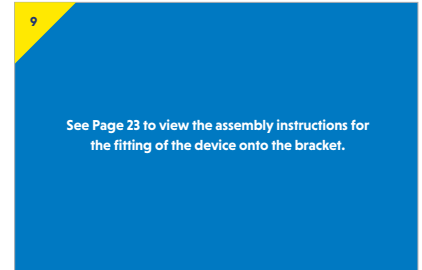 9
See Page 23 to view the assembly instructions for
the fitting of the device onto the bracket.